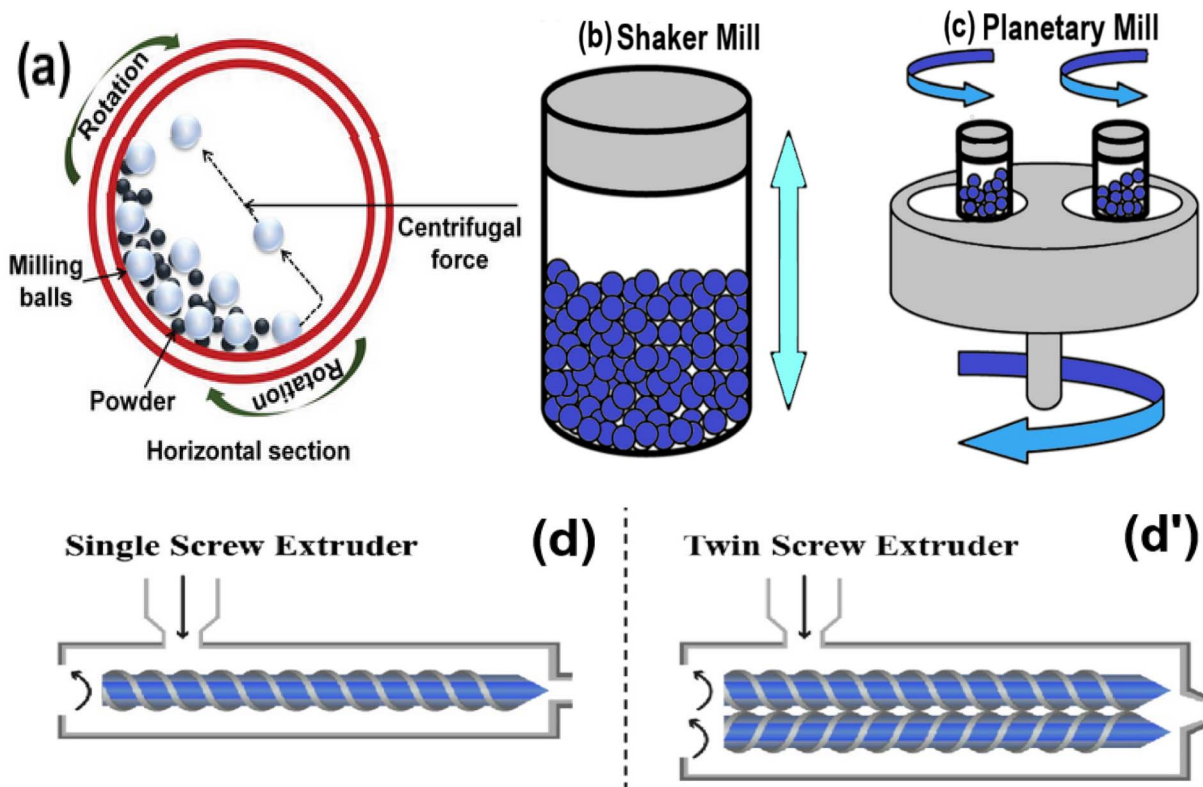 (a)
Rotation
Centrifugal
force
Milling
balls
Powder
Rotation
Horizontal section
(b) Shaker Mill
(c) Planetary Mill
Single Screw Extruder
(d)
Twin Screw Extruder
(d')